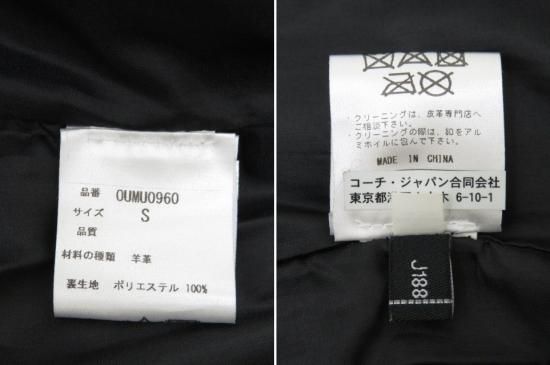 品番 OUMU0960
サイズ S
品質
材料の種類 羊革
裏生地 ポリエステル 100%
・クリーニングは、皮革専門店へ
ご相談下さい。
・クリーニングの際は、釦をアル
ミホイルに包んで下さい。
MADE IN CHINA
コーチ・ジャパン合同会社
東京都港区 6-10-1
J188